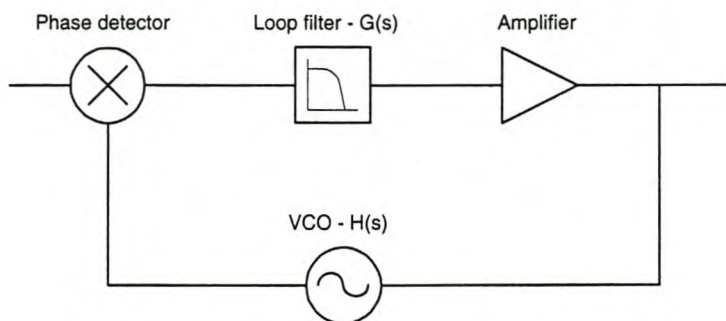 Phase detector
Loop filter - G(s)
Amplifier
VCO - H(s)